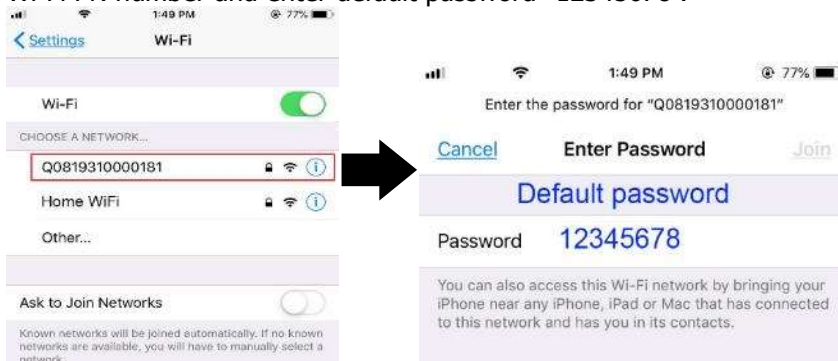 1:49 PM 77%
Settings Wi-Fi
Wi-Fi
CHOOSE A NETWORK...
Q0819310000181
Home WiFi
Other...
Ask to Join Networks
Known networks will be joined automatically. If no known
networks are available, you will have to manually select a
network.
1:49 PM 77%
Enter the password for "Q0819310000181"
Cancel Enter Password Join
Default password
Password 12345678
You can also access this Wi-Fi network by bringing your
iPhone near any iPhone, iPad or Mac that has connected
to this network and has you in its contacts.